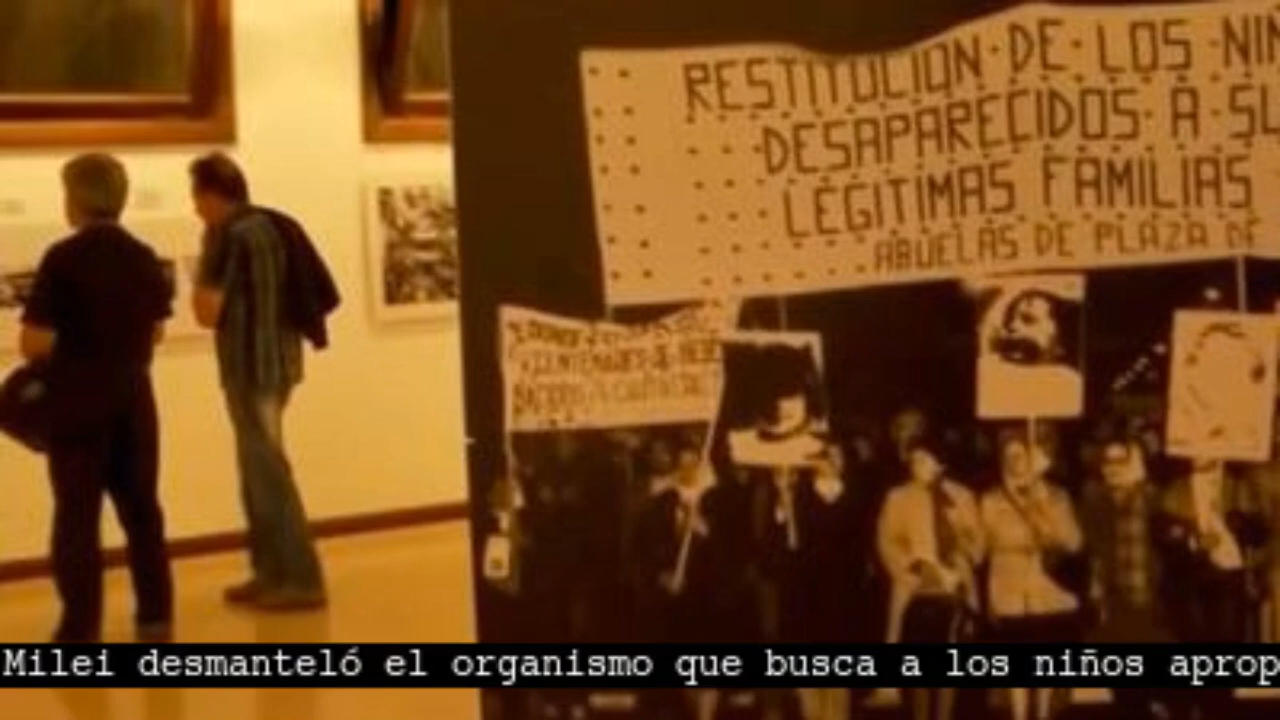 RESTITUCION·DE·LOS·NIÑ
DESAPARECIDOS·A·SU
LEGITIMAS FAMILIAS
ABUELAS DE PLAZA DE
Milei desmanteló el organismo que busca a los niños aprop